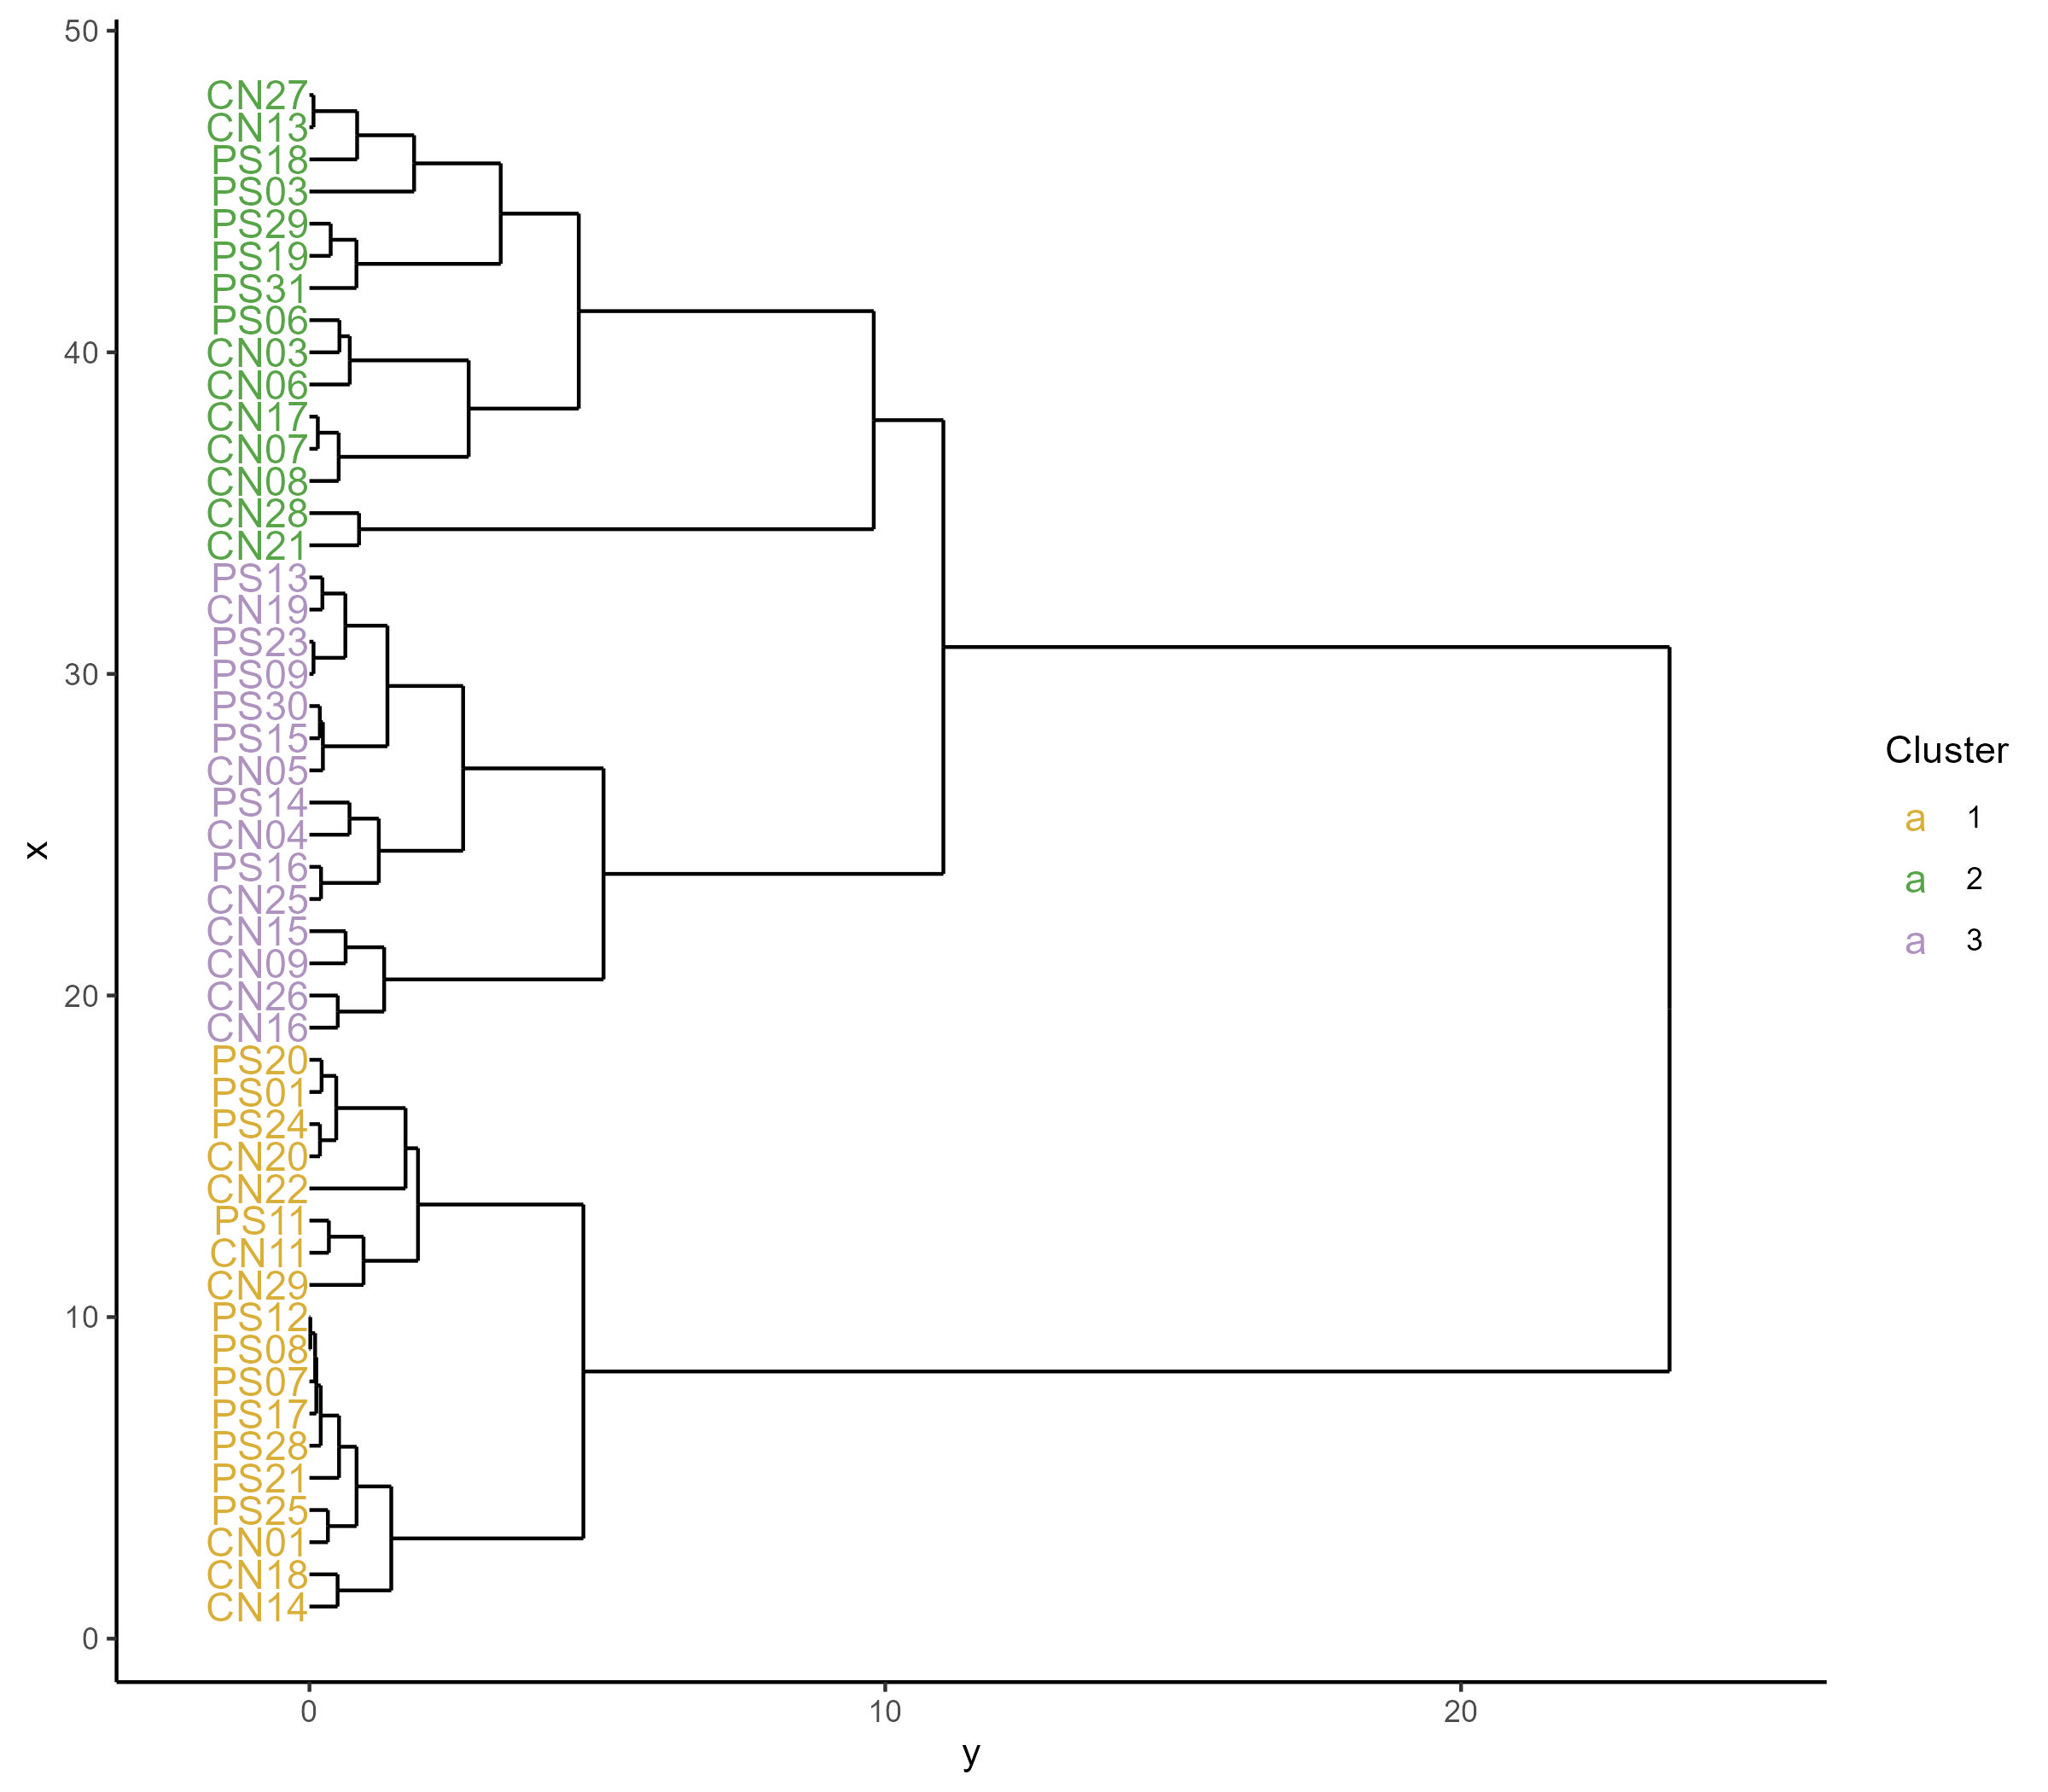 50
40
30
20
10
0
x
CN27
CN13
PS18
PS03
PS29
PS19
PS31
PS06
CN03
CN06
CN17
CN07
CN08
CN28
CN21
PS13
CN19
PS23
PS09
PS30
PS15
CN05
PS14
CN04
PS16
CN25
CN15
CN09
CN26
CN16
PS20
PS01
PS24
CN20
CN22
PS11
CN11
CN29
PS12
PS08
PS07
PS17
PS28
PS21
PS25
CN01
CN18
CN14
0 10 20
y
Cluster
a 1
a 2
a 3